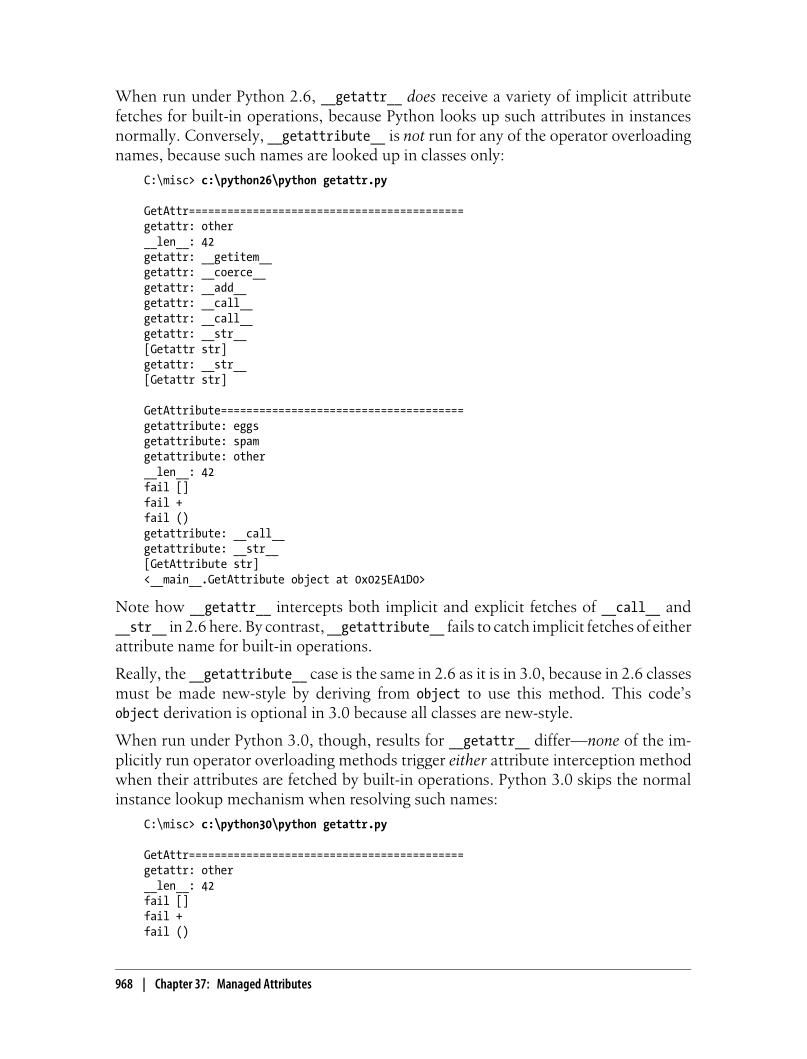 When run under Python 2.6, __getattr__ does receive a variety of implicit attribute
fetches for built-in operations, because Python looks up such attributes in instances
normally. Conversely, __getattribute__ is not run for any of the operator overloading
names, because such names are looked up in classes only:
C:\misc> c:\python26\python getattr.py
GetAttr===========================================
getattr: other
__len__: 42
getattr: __getitem__
getattr: __coerce__
getattr: __add__
getattr: __call__
getattr: __call__
getattr: __str__
[Getattr str]
getattr: __str__
[Getattr str]
GetAttribute======================================
getattribute: eggs
getattribute: spam
getattribute: other
__len__: 42
fail []
fail +
fail ()
getattribute: __call__
getattribute: __str__
[GetAttribute str]
<__main__.GetAttribute object at 0x025EA1D0>
Note how __getattr__ intercepts both implicit and explicit fetches of __call__ and
__str__ in 2.6 here. By contrast, __getattribute__ fails to catch implicit fetches of either
attribute name for built-in operations.
Really, the __getattribute__ case is the same in 2.6 as it is in 3.0, because in 2.6 classes
must be made new-style by deriving from object to use this method. This code's
object derivation is optional in 3.0 because all classes are new-style.
When run under Python 3.0, though, results for __getattr__ differ—none of the im-
plicitly run operator overloading methods trigger either attribute interception method
when their attributes are fetched by built-in operations. Python 3.0 skips the normal
instance lookup mechanism when resolving such names:
C:\misc> c:\python30\python getattr.py
GetAttr===========================================
getattr: other
__len__: 42
fail []
fail +
fail ()
968 | Chapter 37: Managed Attributes